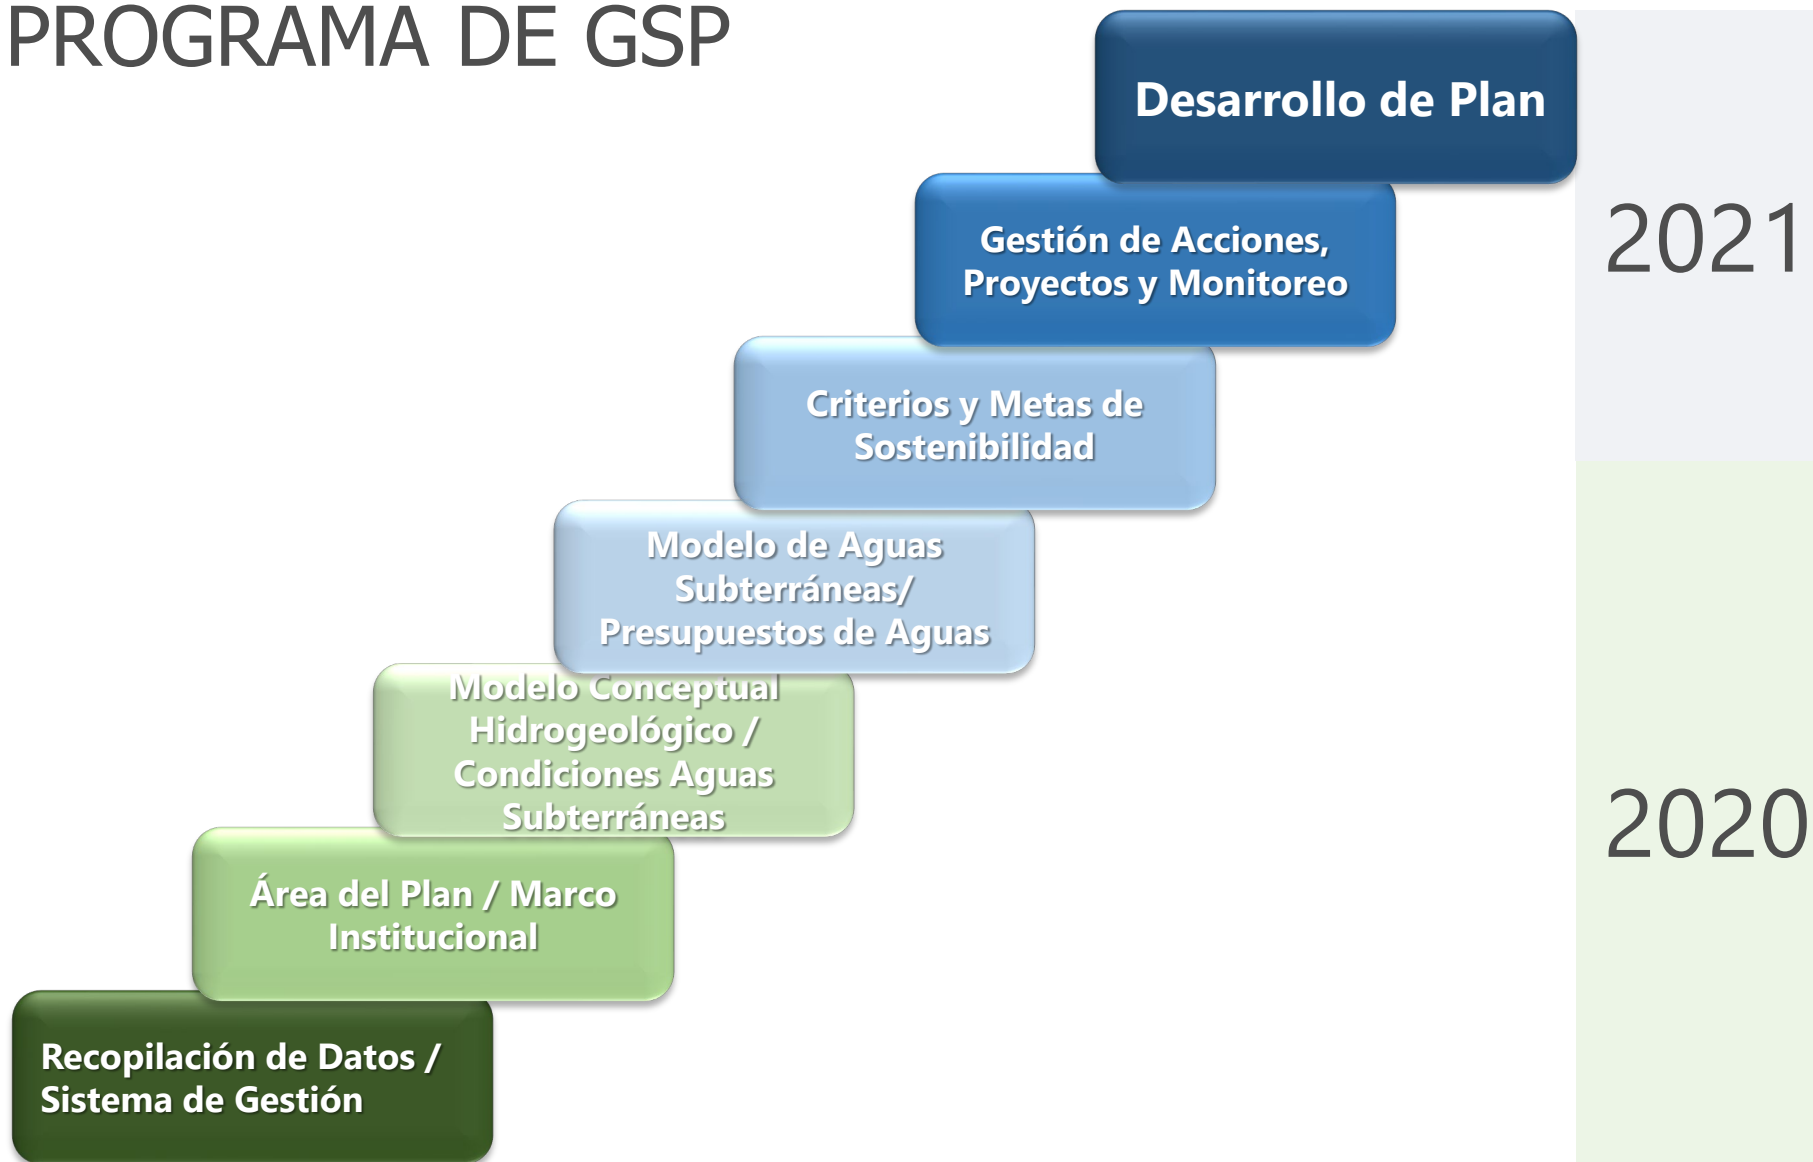 PROGRAMA DE GSP
Desarrollo de Plan
2021
Gestión de Acciones,
Proyectos y Monitoreo
Criterios y Metas de
Sostenibilidad
Modelo de Aguas
Subterráneas/
Presupuestos de Aguas
Modelo Conceptual
Hidrogeológico /
Condiciones Aguas
Subterráneas
2020
Área del Plan / Marco
Institucional
Recopilación de Datos /
Sistema de Gestión